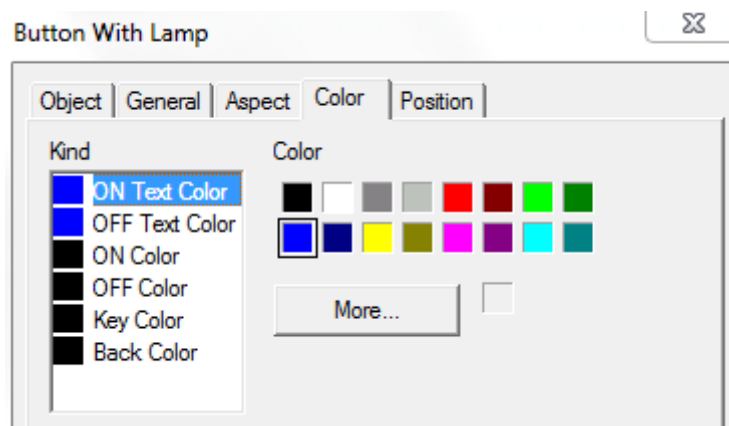 Button With Lamp
Object General Aspect Color Position
Kind Color
ON Text Color
OFF Text Color
ON Color
OFF Color
Key Color
Back Color
More...